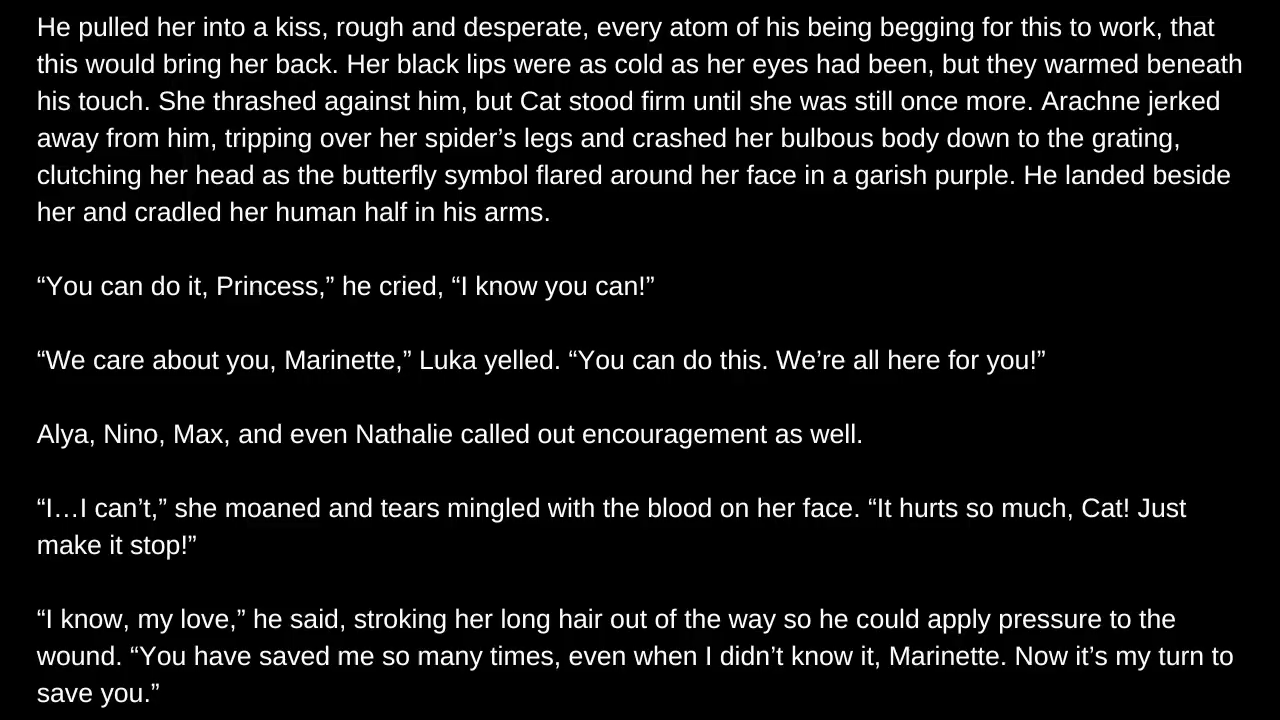 He pulled her into a kiss, rough and desperate, every atom of his being begging for this to work, that
this would bring her back. Her black lips were as cold as her eyes had been, but they warmed beneath
his touch. She thrashed against him, but Cat stood firm until she was still once more. Arachne jerked
away from him, tripping over her spider’s legs and crashed her bulbous body down to the grating,
clutching her head as the butterfly symbol flared around her face in a garish purple. He landed beside
her and cradled her human half in his arms.
“You can do it, Princess,” he cried, “I know you can!”
“We care about you, Marinette,” Luka yelled. “You can do this. We’re all here for you!”
Alya, Nino, Max, and even Nathalie called out encouragement as well.
“I…I can’t,” she moaned and tears mingled with the blood on her face. “It hurts so much, Cat! Just
make it stop!”
“I know, my love,” he said, stroking her long hair out of the way so he could apply pressure to the
wound. “You have saved me so many times, even when I didn’t know it, Marinette. Now it’s my turn to
save you.”